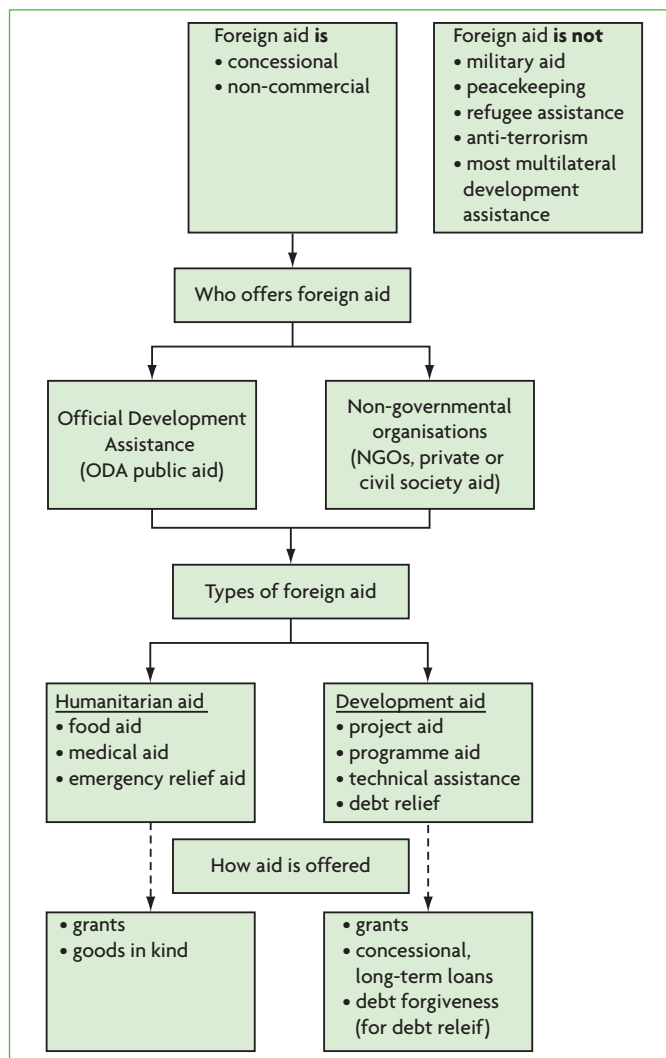 Foreign aid is
• concessional
• non-commercial
Foreign aid is not
• military aid
• peacekeeping
• refugee assistance
• anti-terrorism
• most multilateral
development
assistance
Who offers foreign aid
Official Development
Assistance
(ODA public aid)
Non-governmental
organisations
(NGOs, private or
civil society aid)
Types of foreign aid
Humanitarian aid
• food aid
• medical aid
• emergency relief aid
Development aid
• project aid
• programme aid
• technical assistance
• debt relief
How aid is offered
• grants
• goods in kind
• grants
• concessional,
long-term loans
• debt forgiveness
(for debt releif)